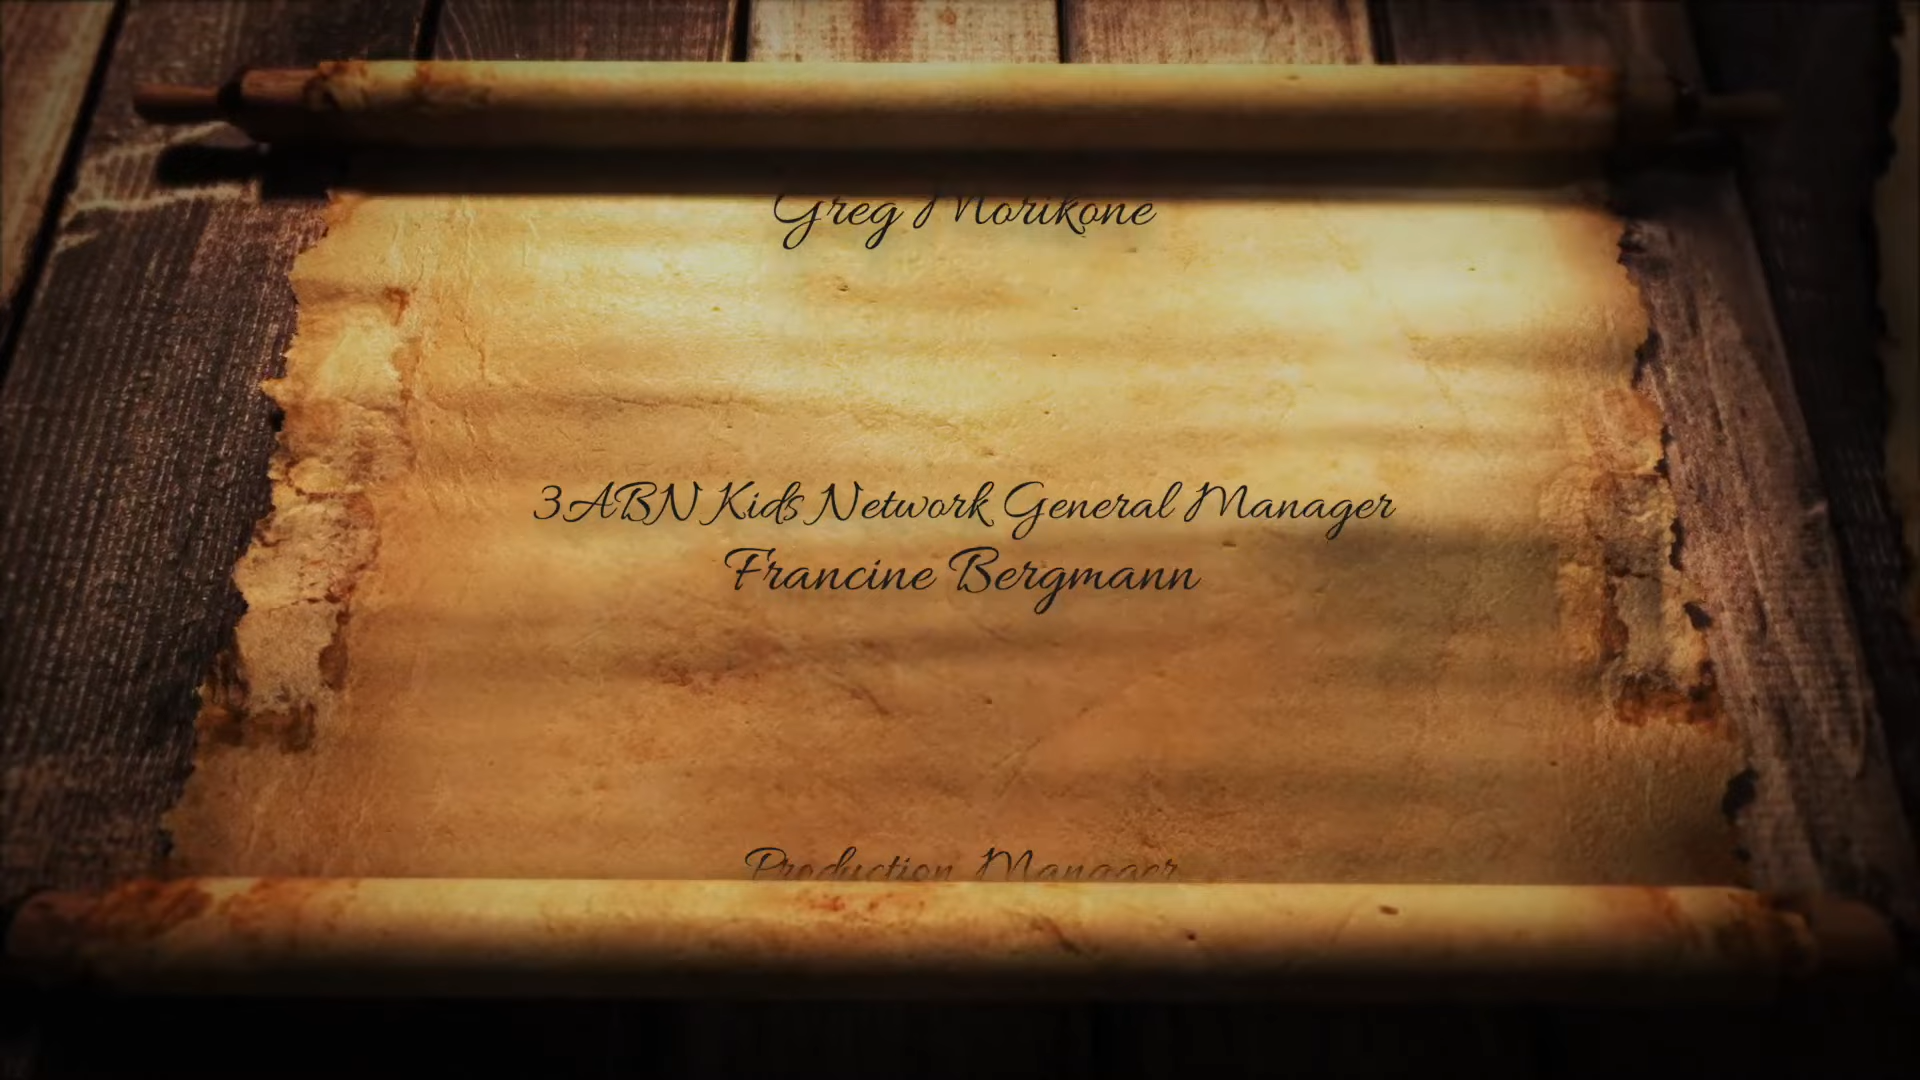 Greg Morikone
3ABN Kids Network General Manager
Francine Bergmann
Production Manager